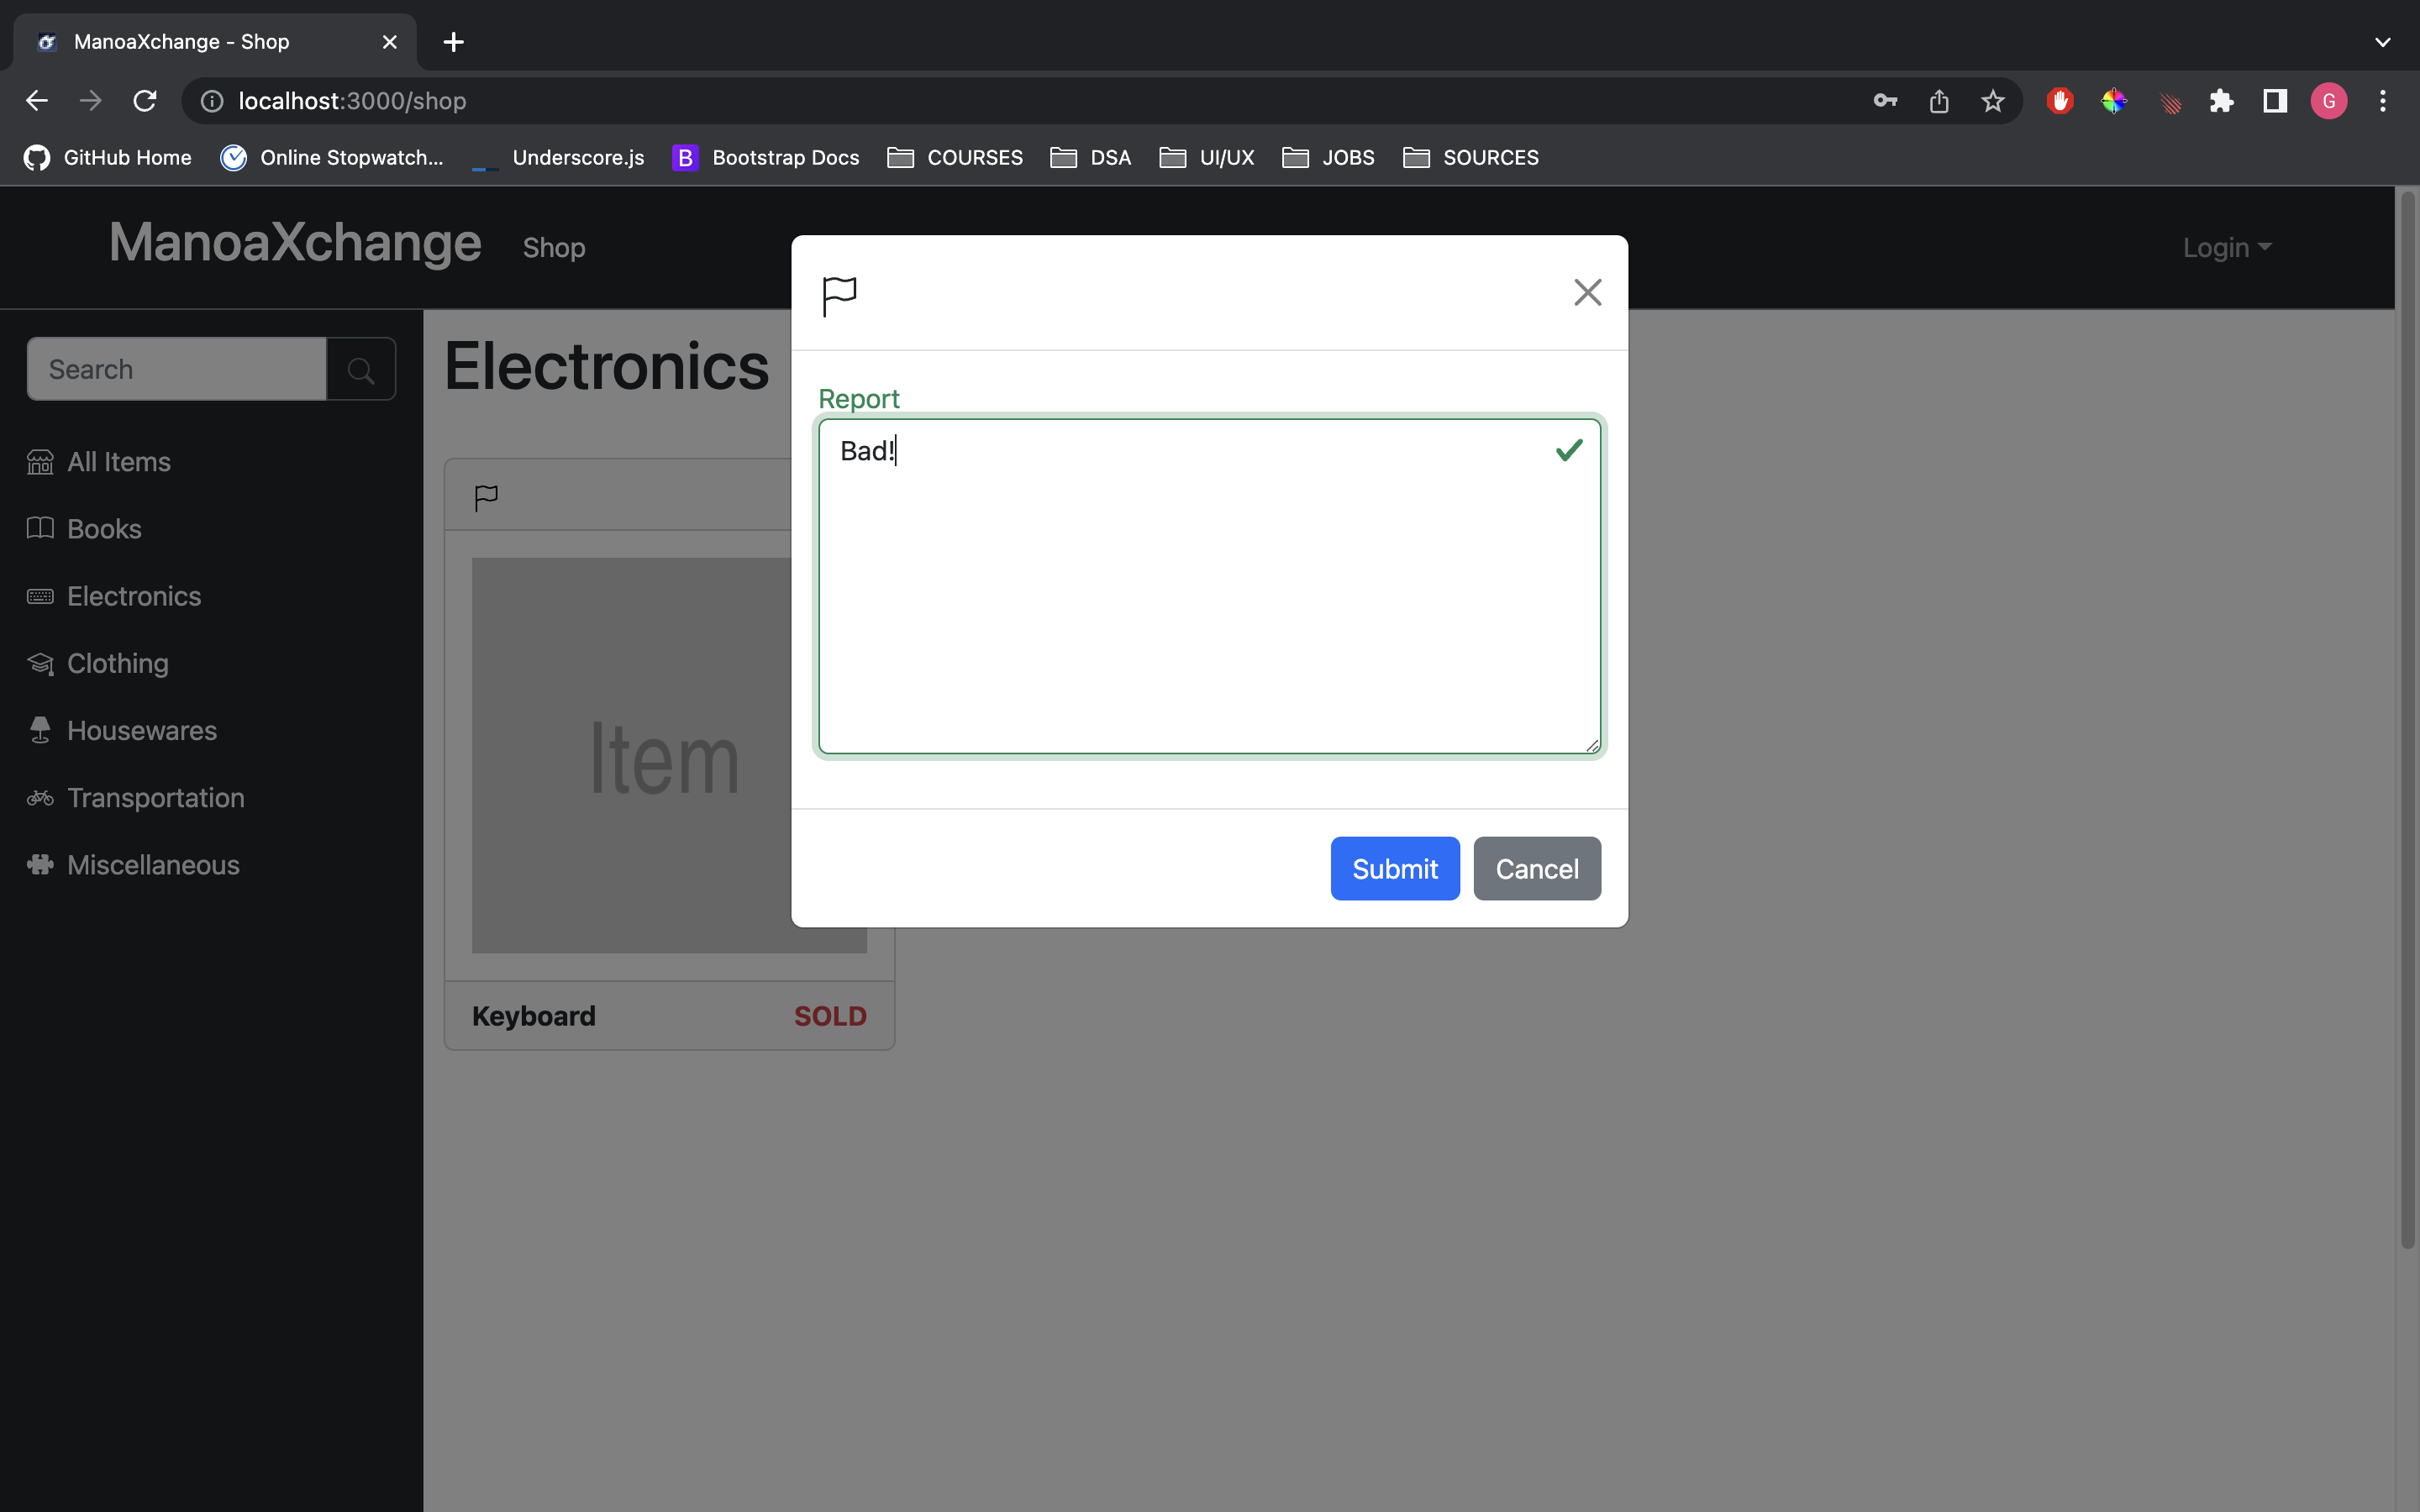 ManoaXchange - Shop
localhost:3000/shop
G
GitHub Home
Online Stopwatch...
Underscore.js
B Bootstrap Docs
COURSES
DSA
UI/UX
JOBS
SOURCES
ManoaXchange
Shop
Login
Search
All Items
Books
Electronics
Clothing
Housewares
Transportation
Miscellaneous
Electronics
Item
Keyboard
SOLD
Report
Bad!
Submit
Cancel